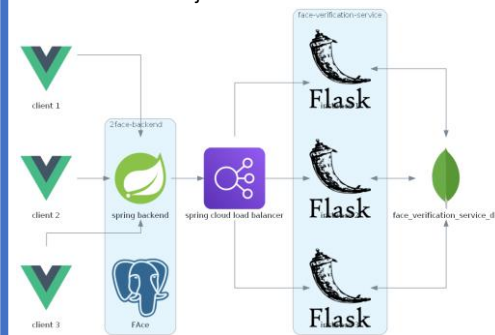 face-verification-service
Flask
client 1
2face-backend
Flask
client 2
spring backend
spring cloud load balancer
face_verification_service_d
Flask
client 3
FAce